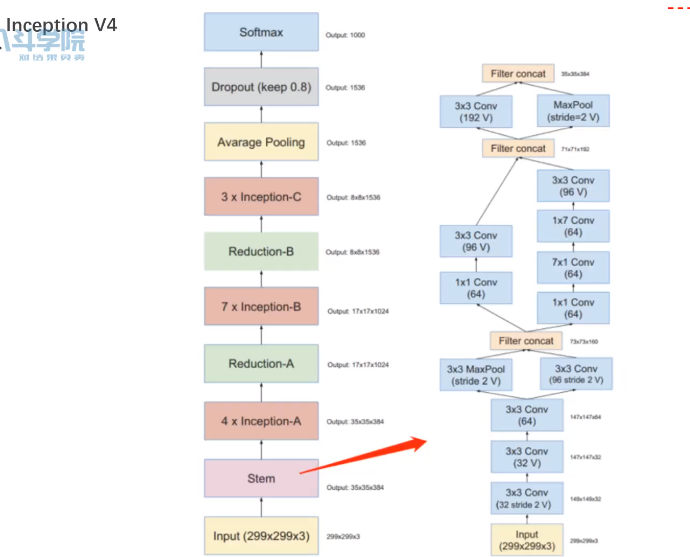 Inception V4
八斗学院
Softmax
Output: 1000
Dropout (keep 0.8)
Output: 1536
Avarage Pooling
Output: 1536
3 x Inception-C
Output: 8x8x1536
Reduction-B
Output: 8x8x1536
7 x Inception-B
Output: 17x17x1024
Reduction-A
Output: 17x17x1024
4 x Inception-A
Output: 35x35x384
Stem
Output: 35x35x384
Input (299x299x3)
299x299x3
Filter concat
35x35x384
3x3 Conv
(192 V)
MaxPool
(stride=2 V)
Filter concat
71x71x192
3x3 Conv
(96 V)
1x7 Conv
(64)
3x3 Conv
(96 V)
7x1 Conv
(64)
1x1 Conv
(64)
1x1 Conv
(64)
Filter concat
73x73x160
3x3 MaxPool
(stride 2 V)
3x3 Conv
(96 stride 2 V)
3x3 Conv
(64)
147x147x64
3x3 Conv
(32 V)
147x147x32
3x3 Conv
(32 stride 2 V)
149x149x32
Input
(299x299x3)
299x299x3